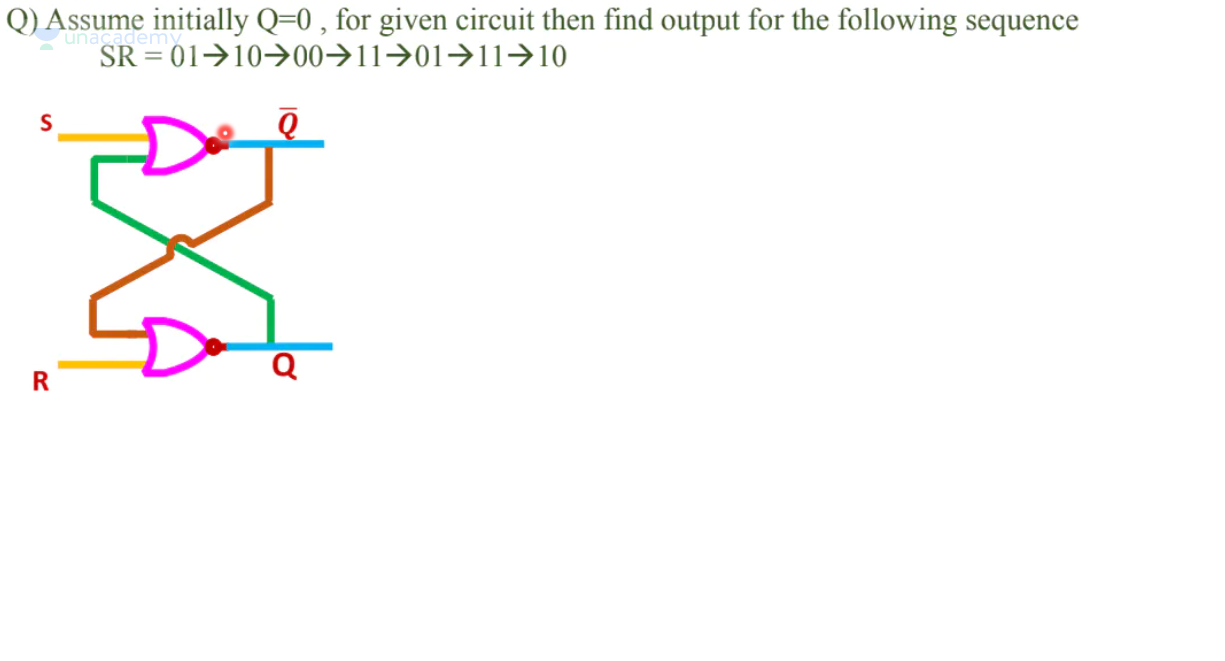 Q) Assume initially Q=0 , for given circuit then find output for the following sequence
unacademy
SR = 01→10→00→11→01→11→10
S
Q̅
R
Q